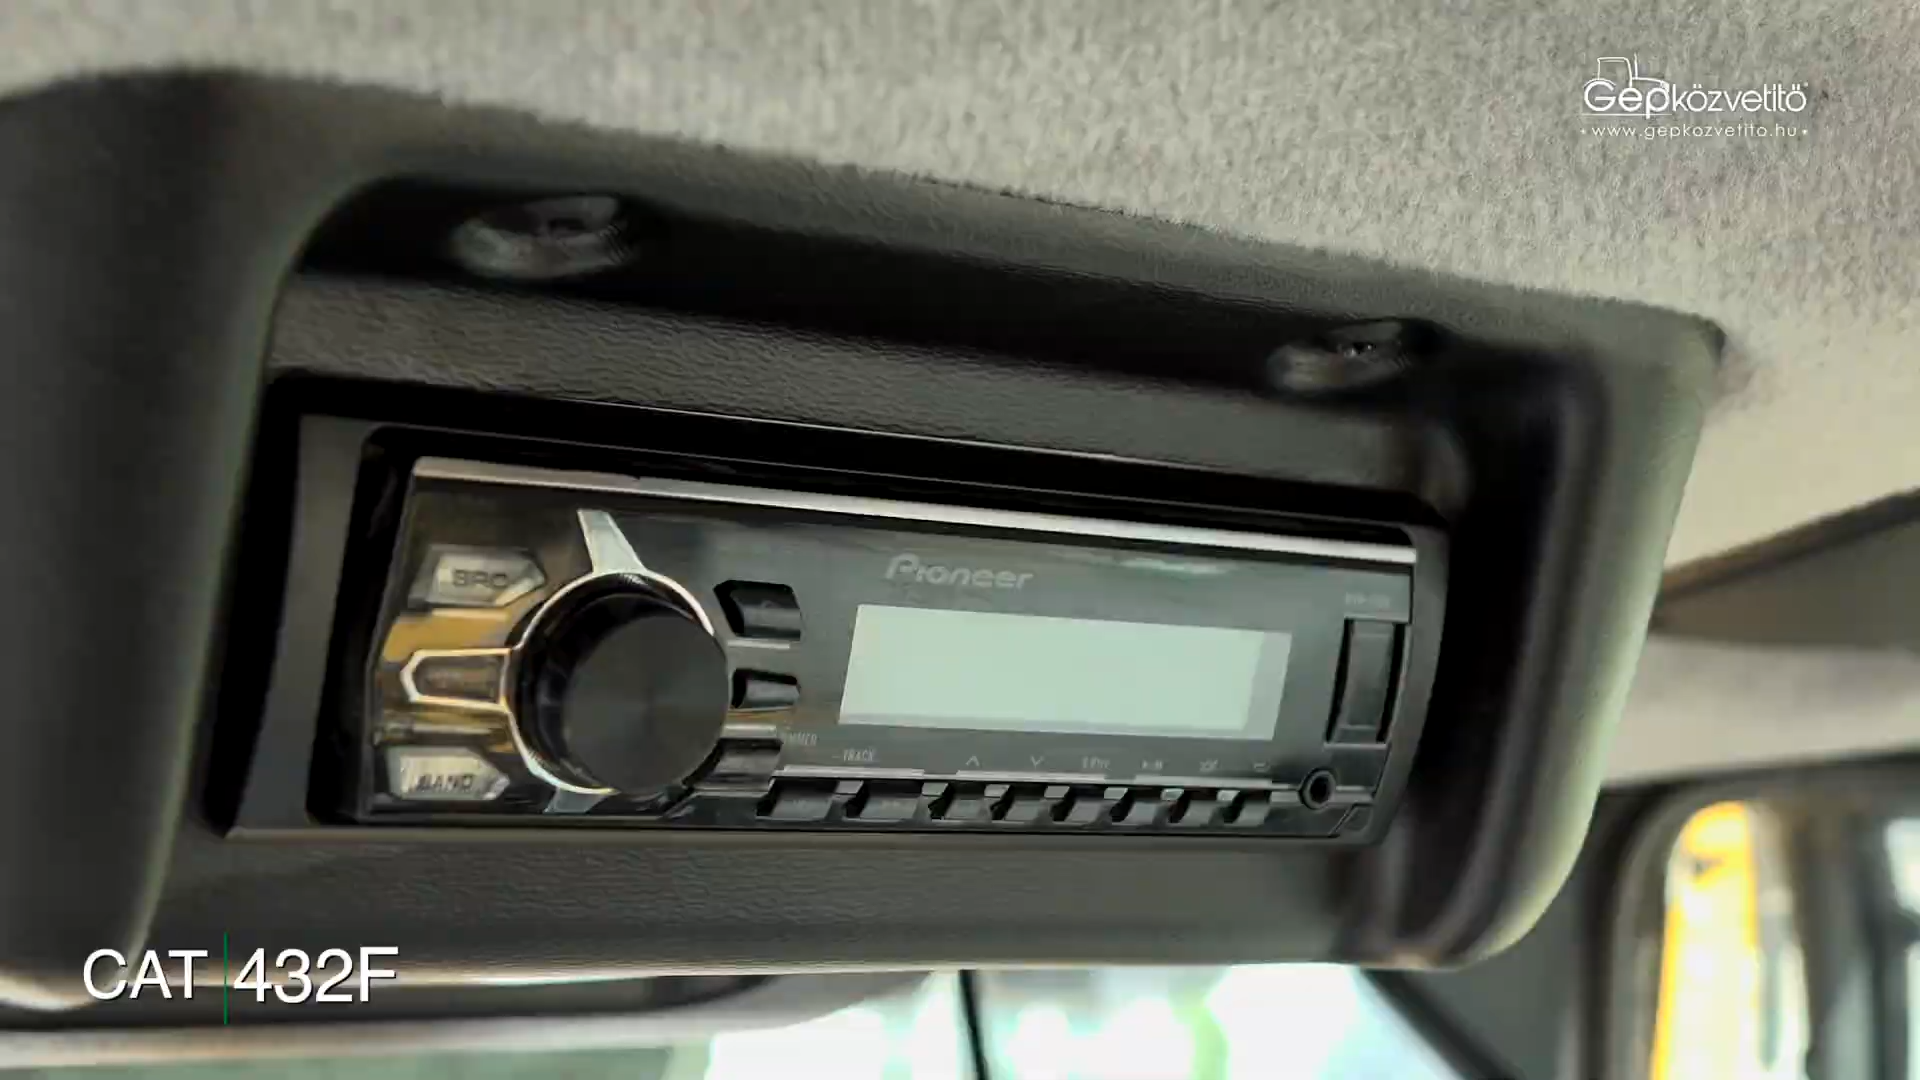 Gépközvetítő
• www.gepkozvetito.hu •
Pioneer
SRC
BAND
TRACK
CAT 432F